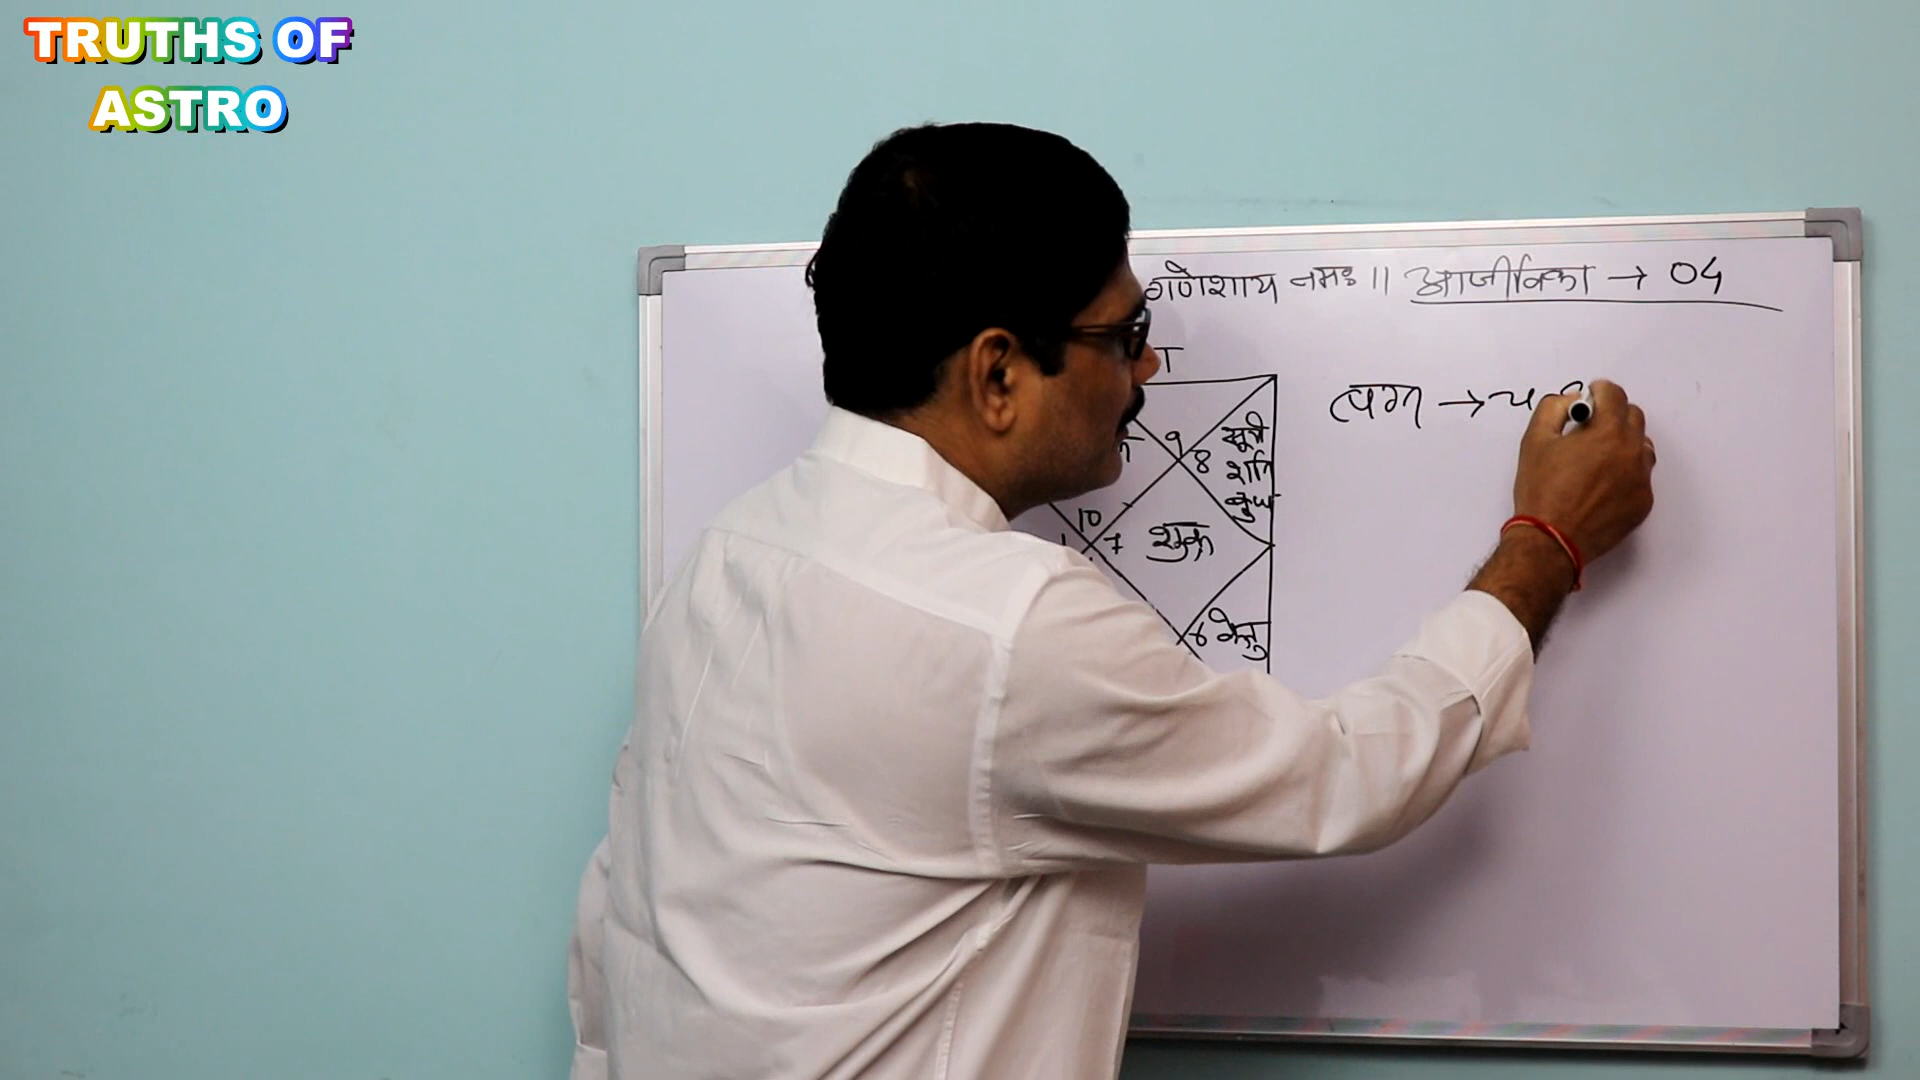 TRUTHS OF
ASTRO
गणेशाय नमः ॥ आजीविका → 04
लग्न →
9
8
सूर्य
शनि
बुध
10
7 शुक्र
6 केतु